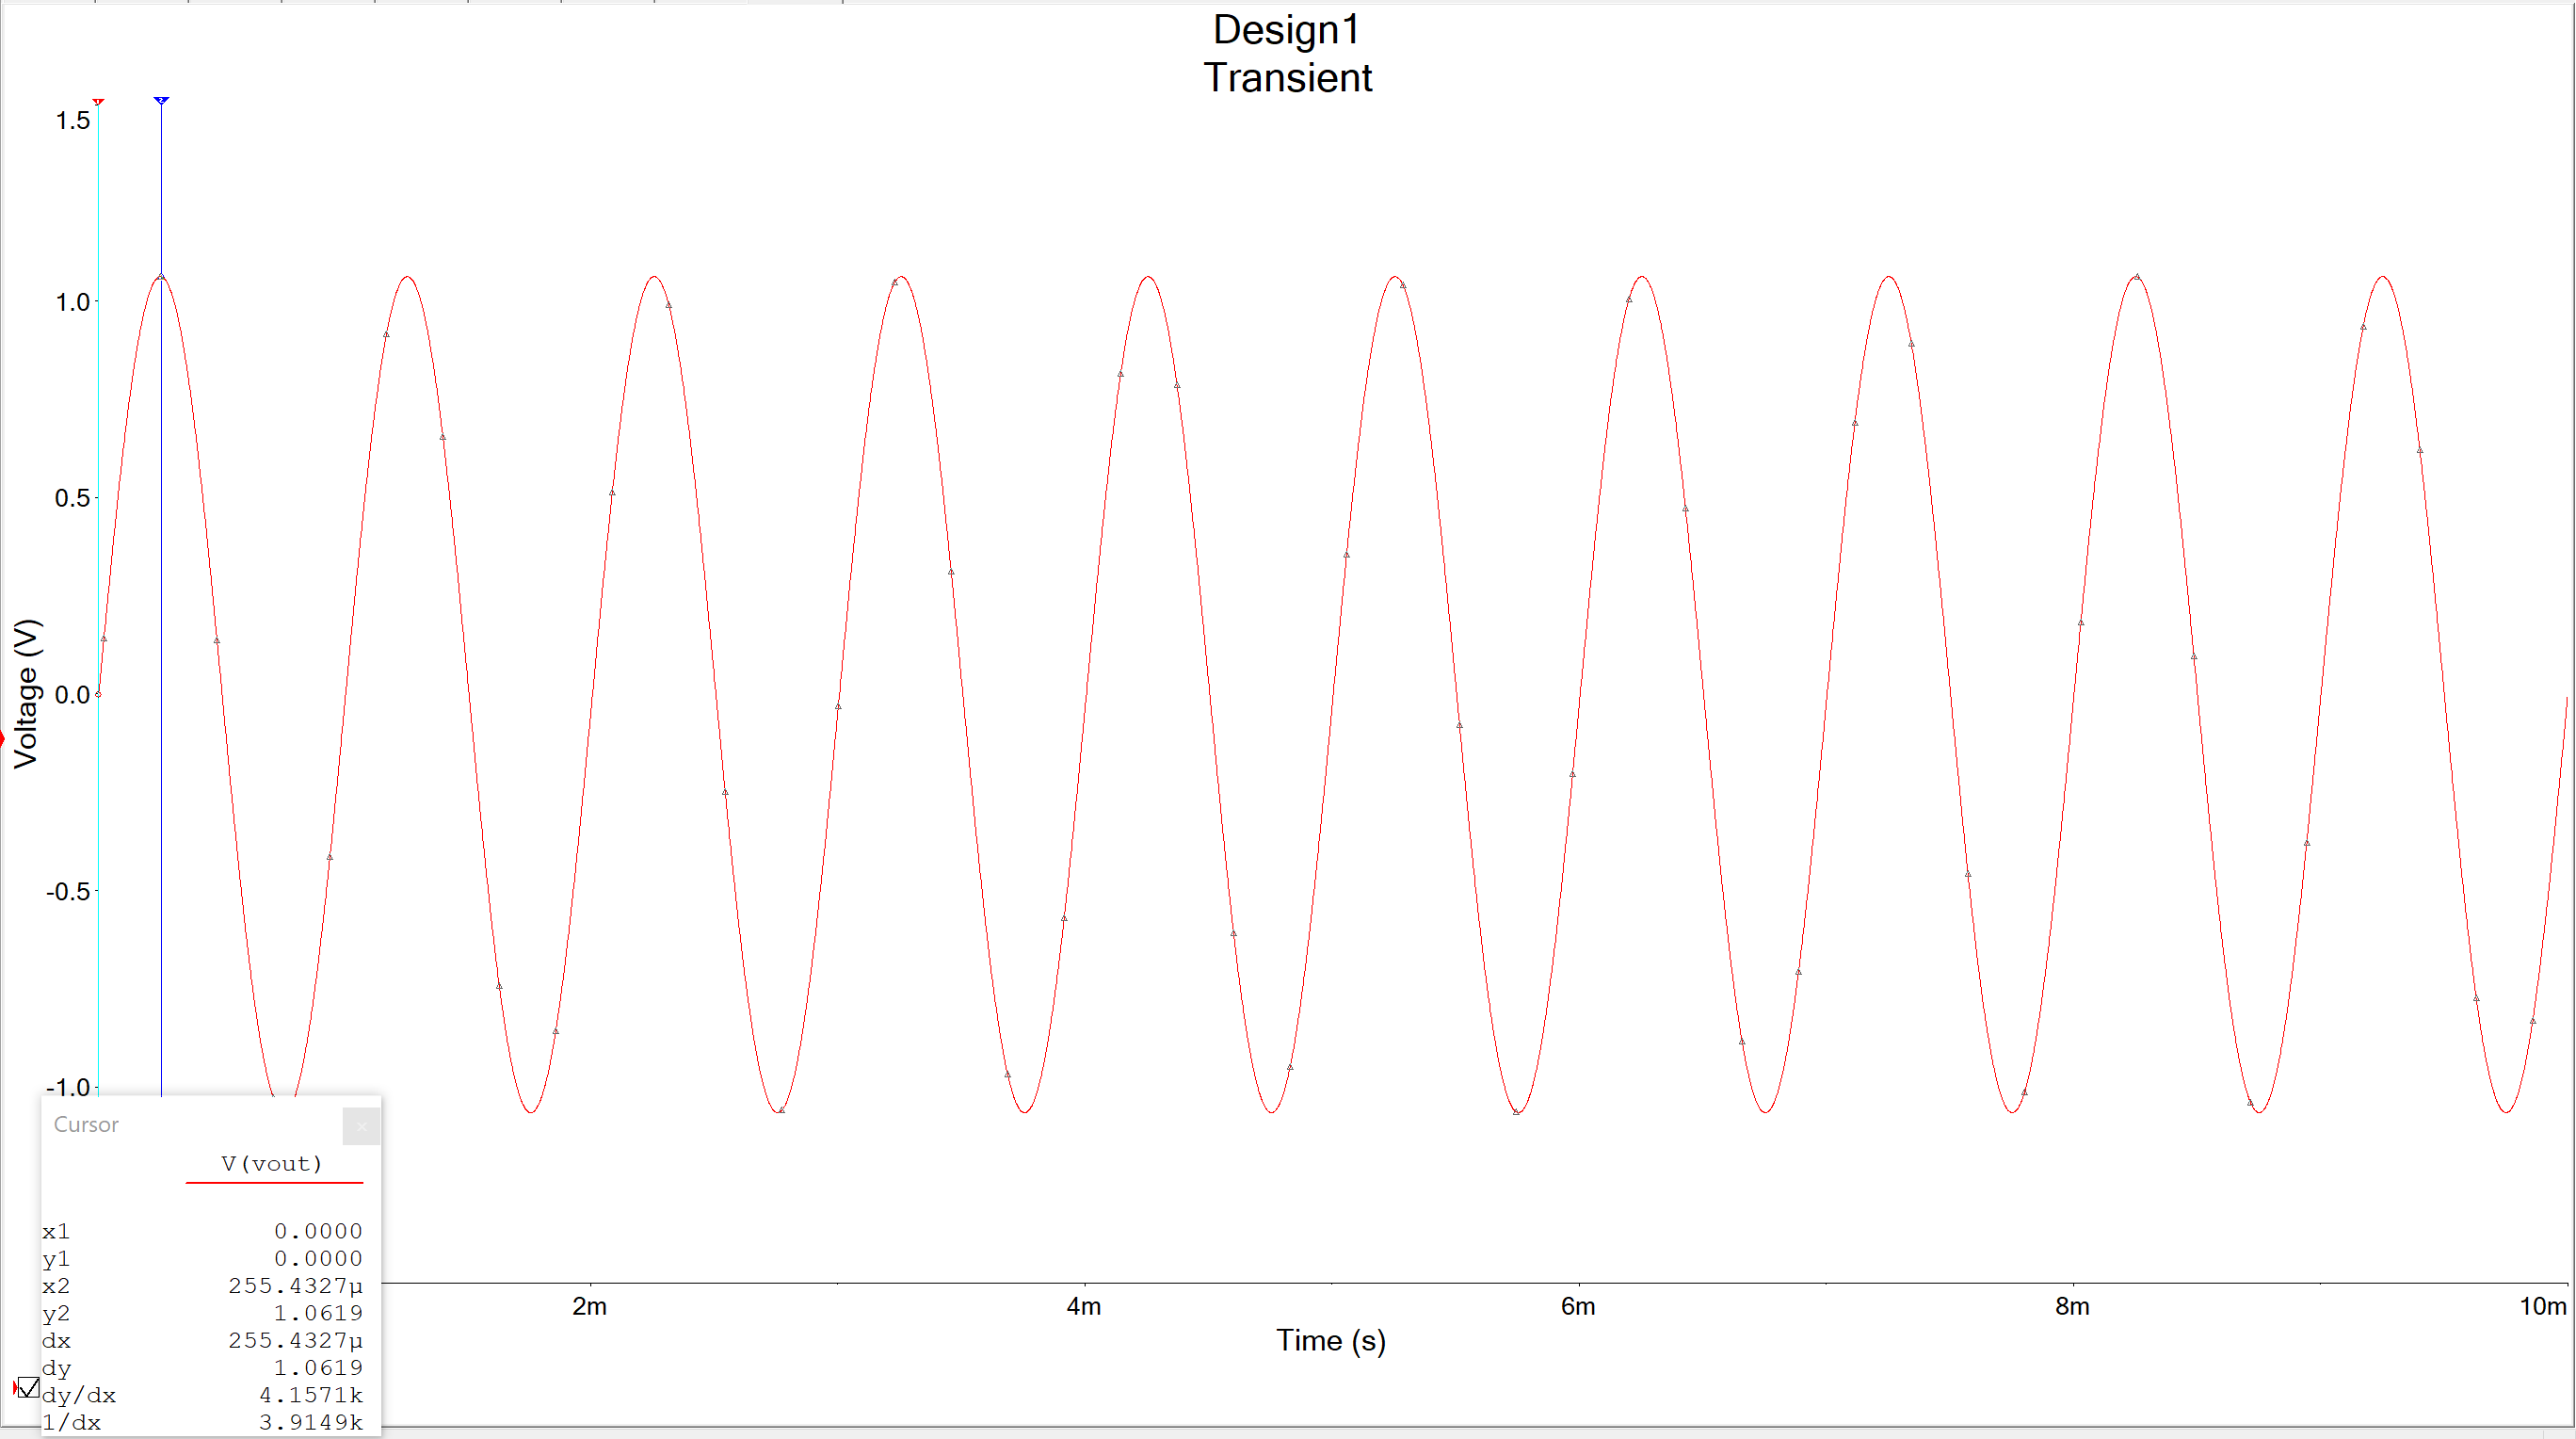 Design1
Transient
1.5
1.0
0.5
0.0
-0.5
-1.0
Voltage (V)
2m
4m
6m
8m
10m
Time (s)
Cursor
V(vout)
x1 0.0000
y1 0.0000
x2 255.4327µ
y2 1.0619
dx 255.4327µ
dy 1.0619
dy/dx 4.1571k
1/dx 3.9149k